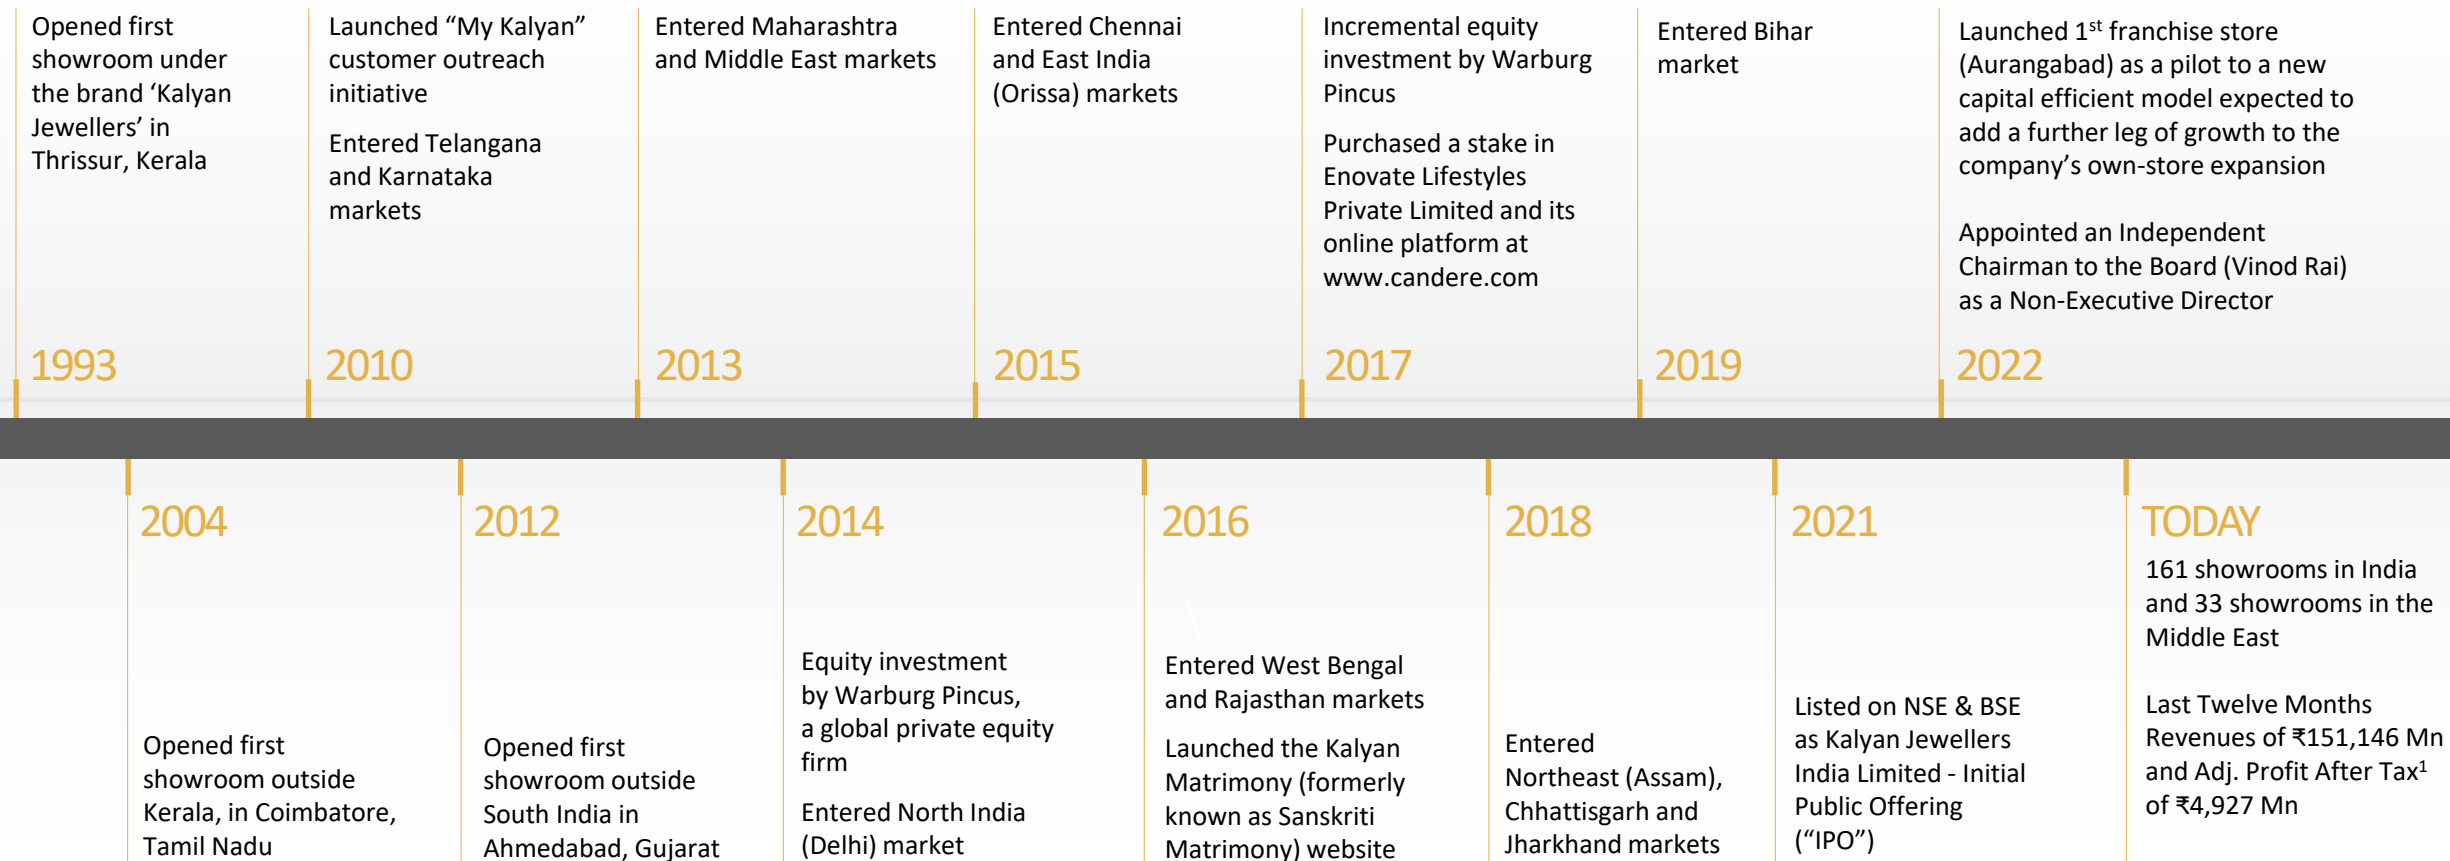 Opened first
showroom under
the brand ‘Kalyan
Jewellers’ in
Thrissur, Kerala
1993
Launched “My Kalyan”
customer outreach
initiative
Entered Telangana
and Karnataka
markets
2010
Entered Maharashtra
and Middle East markets
2013
Entered Chennai
and East India
(Orissa) markets
2015
Incremental equity
investment by Warburg
Pincus
Purchased a stake in
Enovate Lifestyles
Private Limited and its
online platform at
www.candere.com
2017
Entered Bihar
market
2019
Launched 1st franchise store
(Aurangabad) as a pilot to a new
capital efficient model expected to
add a further leg of growth to the
company’s own-store expansion
Appointed an Independent
Chairman to the Board (Vinod Rai)
as a Non-Executive Director
2022
2004
Opened first
showroom outside
Kerala, in Coimbatore,
Tamil Nadu
2012
Opened first
showroom outside
South India in
Ahmedabad, Gujarat
2014
Equity investment
by Warburg Pincus,
a global private equity
firm
Entered North India
(Delhi) market
2016
Entered West Bengal
and Rajasthan markets
Launched the Kalyan
Matrimony (formerly
known as Sanskriti
Matrimony) website
2018
Entered
Northeast (Assam),
Chhattisgarh and
Jharkhand markets
2021
Listed on NSE & BSE
as Kalyan Jewellers
India Limited - Initial
Public Offering
(“IPO”)
TODAY
161 showrooms in India
and 33 showrooms in the
Middle East
Last Twelve Months
Revenues of ₹151,146 Mn
and Adj. Profit After Tax1
of ₹4,927 Mn